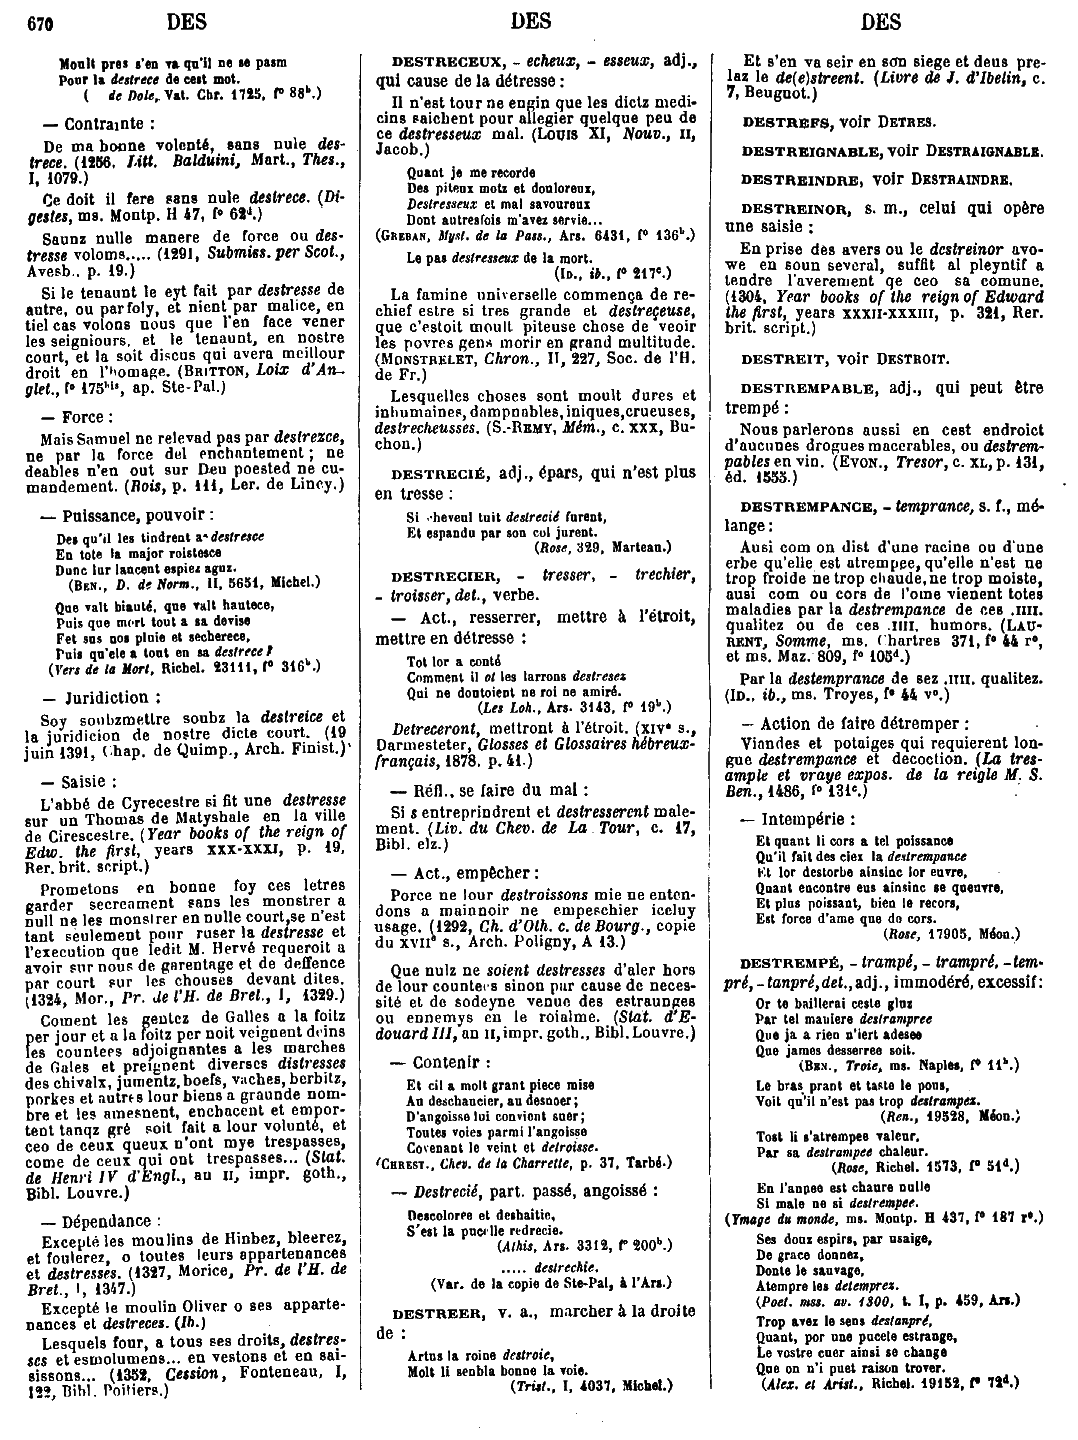 670 DES DES DES
Moult pres s'en va qu'il ne se pasm
Pour la destrece de cest mot.
( de Dole, Vat. Chr. 1725, f° 88b.)
— Contrainte :
De ma bonne volenté, sans nule des-
trece. (1256, Litt. Balduini, Mart., Thes.,
I, 1079.)
Ce doit il fere sans nule destrece. (Di-
gestes, ms. Montp. H 47, f° 62d.)
Saunz nulle manere de force ou des-
tresse voloms..... (1291, Submiss. per Scot.,
Avesb., p. 19.)
Si le tenaunt le eyt fait par destresse de
autre, ou par foly, et nient par malice, en
tiel cas volons nous que l'en face vener
les seigniours, et le tenaunt, en nostre
court, et la soit discus qui avera meillour
droit en l'homage. (BRITTON, Loix d'An-
glet., f° 175bis, ap. Ste-Pal.)
— Force :
Mais Samuel ne relevad pas par destrezce,
ne par la force del enchantement ; ne
deables n'en out sur Deu poested ne cu-
mandement. (Rois, p. 111, Ler. de Lincy.)
— Puissance, pouvoir :
Des qu'il les tindrent a destresce
En tote la major roistesce
Dunc lur lancent espiez aguz.
(BEN., D. de Norm., II, 5651, Michel.)
Que valt biauté, que valt hautece,
Puis que mort tout a sa devise
Fet sus nos pluie et secherece,
Puis qu'ele a tout en sa destrece ?
(Vers de la Mort, Richel. 23111, f° 316b.)
— Juridiction :
Soy soubzmettre soubz la destreice et
la juridicion de nostre dicte court. (19
juin 1391, Chap. de Quimp., Arch. Finist.)
— Saisie :
L'abbé de Cyrecestre si fit une destresse
sur un Thomas de Matyshale en la ville
de Cirescestre. (Year books of the reign of
Edw. the first, years XXX-XXXI, p. 19,
Rer. brit. script.)
Prometons en bonne foy ces letres
garder secreament sans les monstrer a
null ne les monstrer en nulle court, se n'est
tant seulement pour ruser la destresse et
l'execution que ledit M. Hervé requeroit a
avoir sur nous de garentage et de deffence
par court sur les chouses devant dites.
(1324, Mor., Pr. de l'H. de Bret., I, 1329.)
Coment les gentez de Galles a la foitz
per jour et a la foitz per noit veignent deins
les countees adjoignantes a les marches
de Gales et preignent diverses distresses
des chivalx, jumentz, boefs, vaches, berbitz,
porkes et autres lour biens a graunde nom-
bre et les amesnent, enchacent et empor-
tent tanqz gré soit fait a lour volunté, et
ceo de ceux queux n'ont mye trespasses,
come de ceux qui ont trespasses... (Stat.
de Henri IV d'Engl., au II, impr. goth.,
Bibl. Louvre.)
— Dépendance :
Excepté les moulins de Hinbez, bleerez,
et foulerez, o toutes leurs appartenances
et destresses. (1327, Morice, Pr. de l'H. de
Bret., I, 1347.)
Excepté le moulin Oliver o ses apparte-
nances et destreces. (Ib.)
Lesquels four, a tous ses droits, destres-
ses et esmolumens... en vestons et en sai-
sissons... (1352, Cession, Fonteneau, I,
122, Bibl. Poitiers.)
DESTRECEUX, - echeux, - esseux, adj.,
qui cause de la détresse :
Il n'est tour ne engin que les dictz medi-
cins saichent pour allegier quelque peu de
ce destresseux mal. (LOUIS XI, Nouv., II,
Jacob.)
Quant je me recorde
Des piteux motz et douloreux,
Destresseux et mal savoureux
Dont autresfois m'avez servie...
(GREBAN, Myst. de la Pass., Ars. 6431, f° 136b.)
Le pas destresseux de la mort.
(ID., ib., f° 217c.)
La famine universelle commença de re-
chief estre si tres grande et destreçeuse,
que c'estoit moult piteuse chose de veoir
les povres gens morir en grand multitude.
(MONSTRELET, Chron., II, 227, Soc. de l'H.
de Fr.)
Lesquelles choses sont moult dures et
inhumaines, dampnables, iniques, crueuses,
destrecheusses. (S.-REMY, Mém., c. XXX, Bu-
chon.)
DESTRECIÉ, adj., épars, qui n'est plus
en tresse :
Si cheveul tuit destrecié furent,
Et espandu par son col jurent.
(Rose, 329, Marteau.)
DESTRECIER, - tresser, - trechier,
- troisser, det., verbe.
— Act., resserrer, mettre à l'étroit,
mettre en détresse :
Tot lor a conté
Comment il ot les larrons destresez
Qui ne dontoient ne roi ne amiré.
(Les Loh., Ars. 3143, f° 19b.)
Detreceront, mettront à l'étroit. (XIVe s.,
Darmesteter, Glosses et Glossaires hébreux-
français, 1878. p. 41.)
— Réfl., se faire du mal :
Si s entreprindrent et destresserent male-
ment. (Liv. du Chev. de La Tour, c. 17,
Bibl. elz.)
— Act., empêcher :
Porce ne lour destroissons mie ne enten-
dons a mainnoir ne empeschier iceluy
usage. (1292, Ch. d'Oth. c. de Bourg., copie
du XVIIe s., Arch. Poligny, A 13.)
Que nulz ne soient destresses d'aler hors
de lour countees sinon pur cause de neces-
sité et de sodeyne venue des estraunges
ou ennemys en le roialme. (Stat. d'E-
douard III, an II, impr. goth., Bibl. Louvre.)
— Contenir :
Et cil a molt grant piece mise
Au deschaucier, au desnoer ;
D'angoisse lui convient suer ;
Toutes voies parmi l'angoisse
Covenant le veint et detroisse.
(CHREST., Chev. de la Charrette, p. 37, Tarbé.)
— Destrecié, part. passé, angoissé :
Descoloree et deshaitie,
S'est la pucelle redrecie.
(Athis, Ars. 3312, f° 200b.)
..... destrechie.
(Var. de la copie de Ste-Pal, à l'Ars.)
DESTREER, v. a., marcher à la droite
de :
Artus la roine destroie,
Molt li senbla bonne la voie.
(Trist., I, 4037, Michel.)
Et s'en va seir en son siege et deus pre-
laz le de(e)streent. (Livre de J. d'Ibelin, c.
7, Beugnot.)
DESTREFS, voir DETRES.
DESTREIGNABLE, voir DESTRAIGNABLE.
DESTREINDRE, voir DESTRAINDRE.
DESTREINOR, s. m., celui qui opère
une saisie :
En prise des avers ou le destreinor avo-
we en soun several, suffit al pleyntif a
tendre l'averement qe ceo sa comune.
(1304, Year books of the reign of Edward
the first, years XXXII-XXXIII, p. 321, Rer.
brit. script.)
DESTREIT, voir DESTROIT.
DESTREMPABLE, adj., qui peut être
trempé :
Nous parlerons aussi en cest endroict
d'aucunes drogues macerables, ou destrem-
pables en vin. (EVON., Tresor, c. XL, p. 131,
éd. 1555.)
DESTREMPANCE, - temprance, s. f., mé-
lange :
Ausi com on dist d'une racine ou d'une
erbe qu'elle est atrempee, qu'elle n'est ne
trop froide ne trop chaude, ne trop moiste,
ausi com ou cors de l'ome vienent totes
maladies par la destrempance de ces .IIII.
qualitez ou de ces .IIII. humors. (LAU-
RENT, Somme, ms. Chartres 371, f° 44 r°,
et ms. Maz. 809, f° 105d.)
Par la destemprance de sez .IIII. qualitez.
(ID., ib., ms. Troyes, f° 44 v°.)
— Action de faire détremper :
Viandes et potaiges qui requierent lon-
gue destrempance et decoction. (La tres-
ample et vraye expos. de la reigle M. S.
Ben., 1486, f° 131c.)
— Intempérie :
Et quant li cors a tel poissance
Qu'il fait des ciex la destrempance
Et lor destorbe ainsinc lor euvre,
Quant encontre eus ainsinc se queuvre,
Et plus poissant, bien le recors,
Est force d'ame que de cors.
(Rose, 17905, Méon.)
DESTREMPÉ, - trampé, - trampré, -tem-
pré, - tanpré, det., adj., immodéré, excessif :
Or te baillerai ceste gluz
Par tel maniere destrampree
Que ja a rien n'iert adesee
Que james desserree soit.
(BEN., Troie, ms. Naples, f° 11b.)
Le bras prant et taste le pous,
Voit qu'il n'est pas trop destrampez.
(Ren., 19528, Méon.)
Tost li s'atrempee valeur,
Par sa destrampee chaleur.
(Rose, Richel. 1573, f° 51d.)
En l'annee est chaure nulle
Si male ne si destrempee.
(Ymage du monde, ms. Montp. H 437, f° 187 r°.)
Ses douz espirs, par usaige,
De grace donnez,
Donte le sauvage,
Atempre les detemprez.
(Poet. mss. av. 1300, t. I, p. 459, Ars.)
Trop avez le sens destanpré,
Quant, por une pucele estrange,
Le vostre cuer ainsi se change
Que on n'i puet raison trover.
(Alex. et Arist., Richel. 19152, f° 72d.)